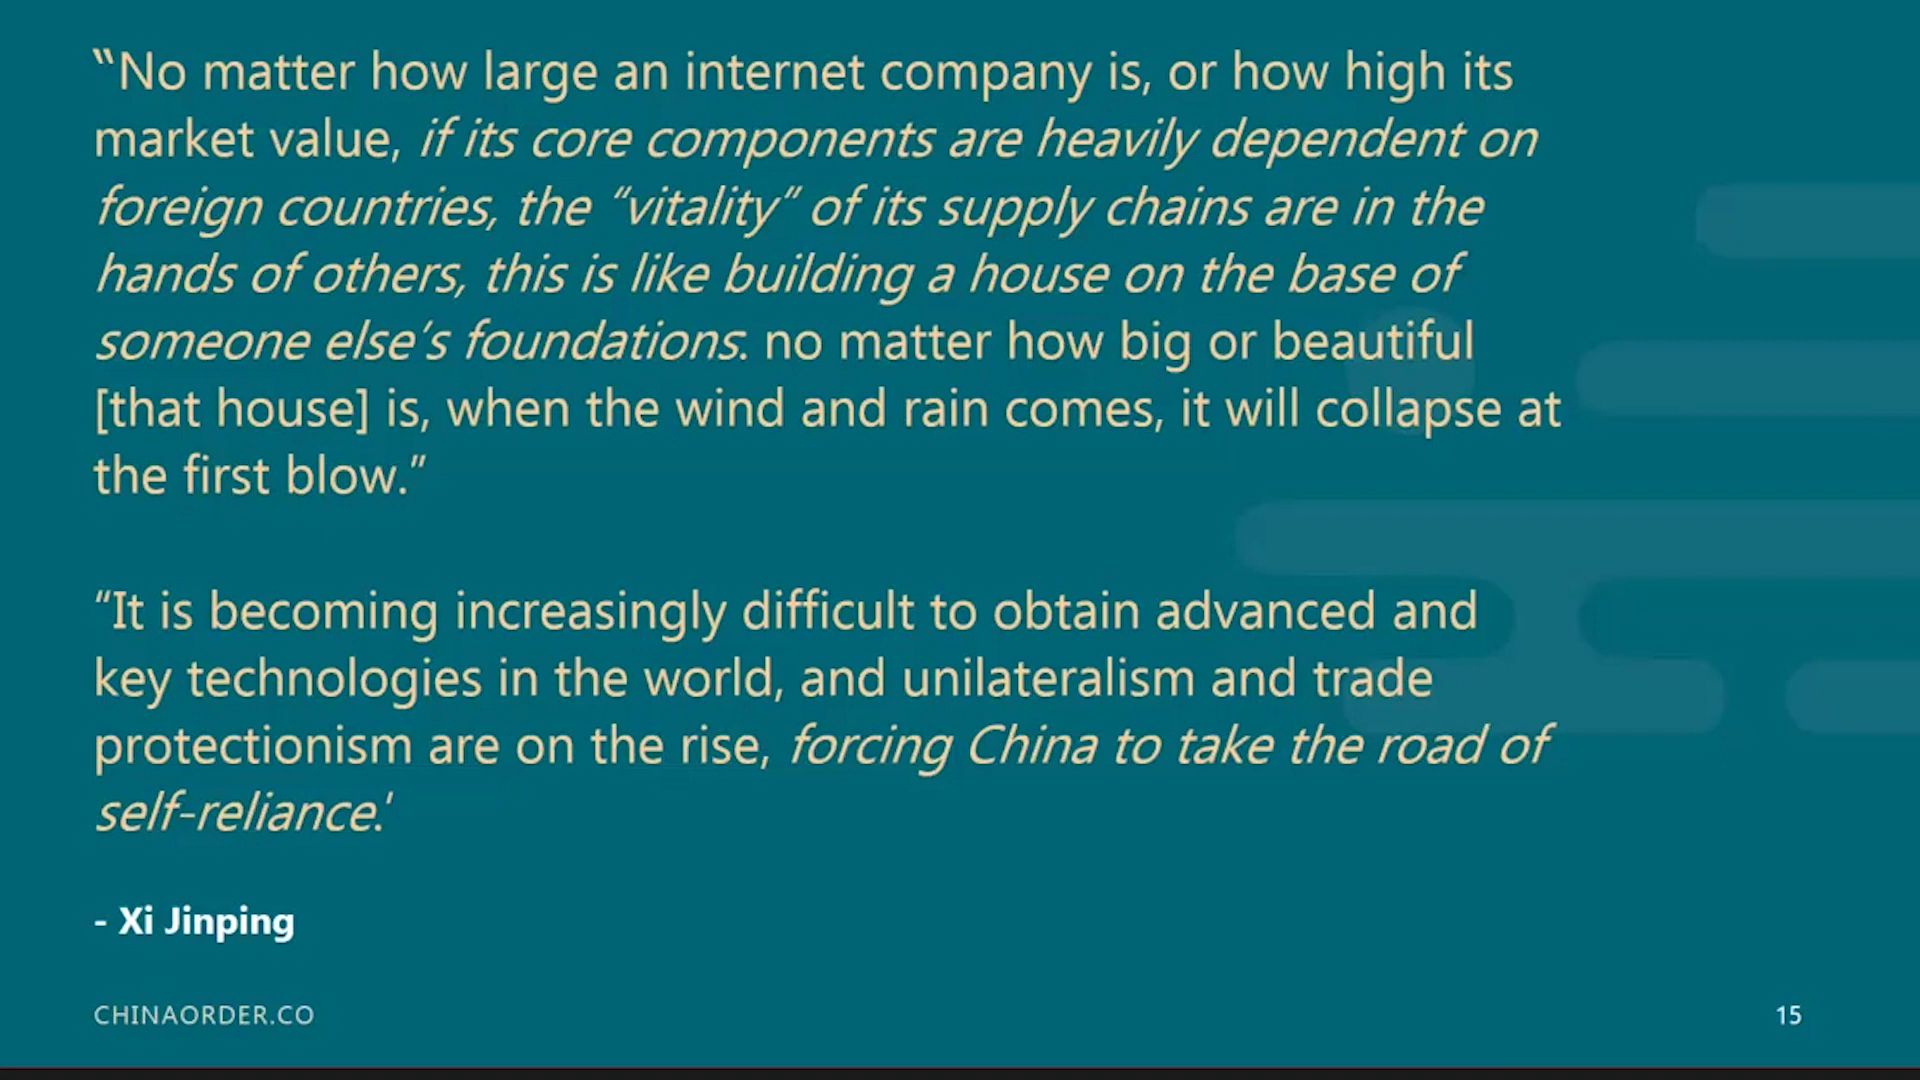 “No matter how large an internet company is, or how high its
market value, if its core components are heavily dependent on
foreign countries, the “vitality” of its supply chains are in the
hands of others, this is like building a house on the base of
someone else’s foundations. no matter how big or beautiful
[that house] is, when the wind and rain comes, it will collapse at
the first blow.”
“It is becoming increasingly difficult to obtain advanced and
key technologies in the world, and unilateralism and trade
protectionism are on the rise, forcing China to take the road of
self-reliance.’
- Xi Jinping
CHINAORDER.CO
15